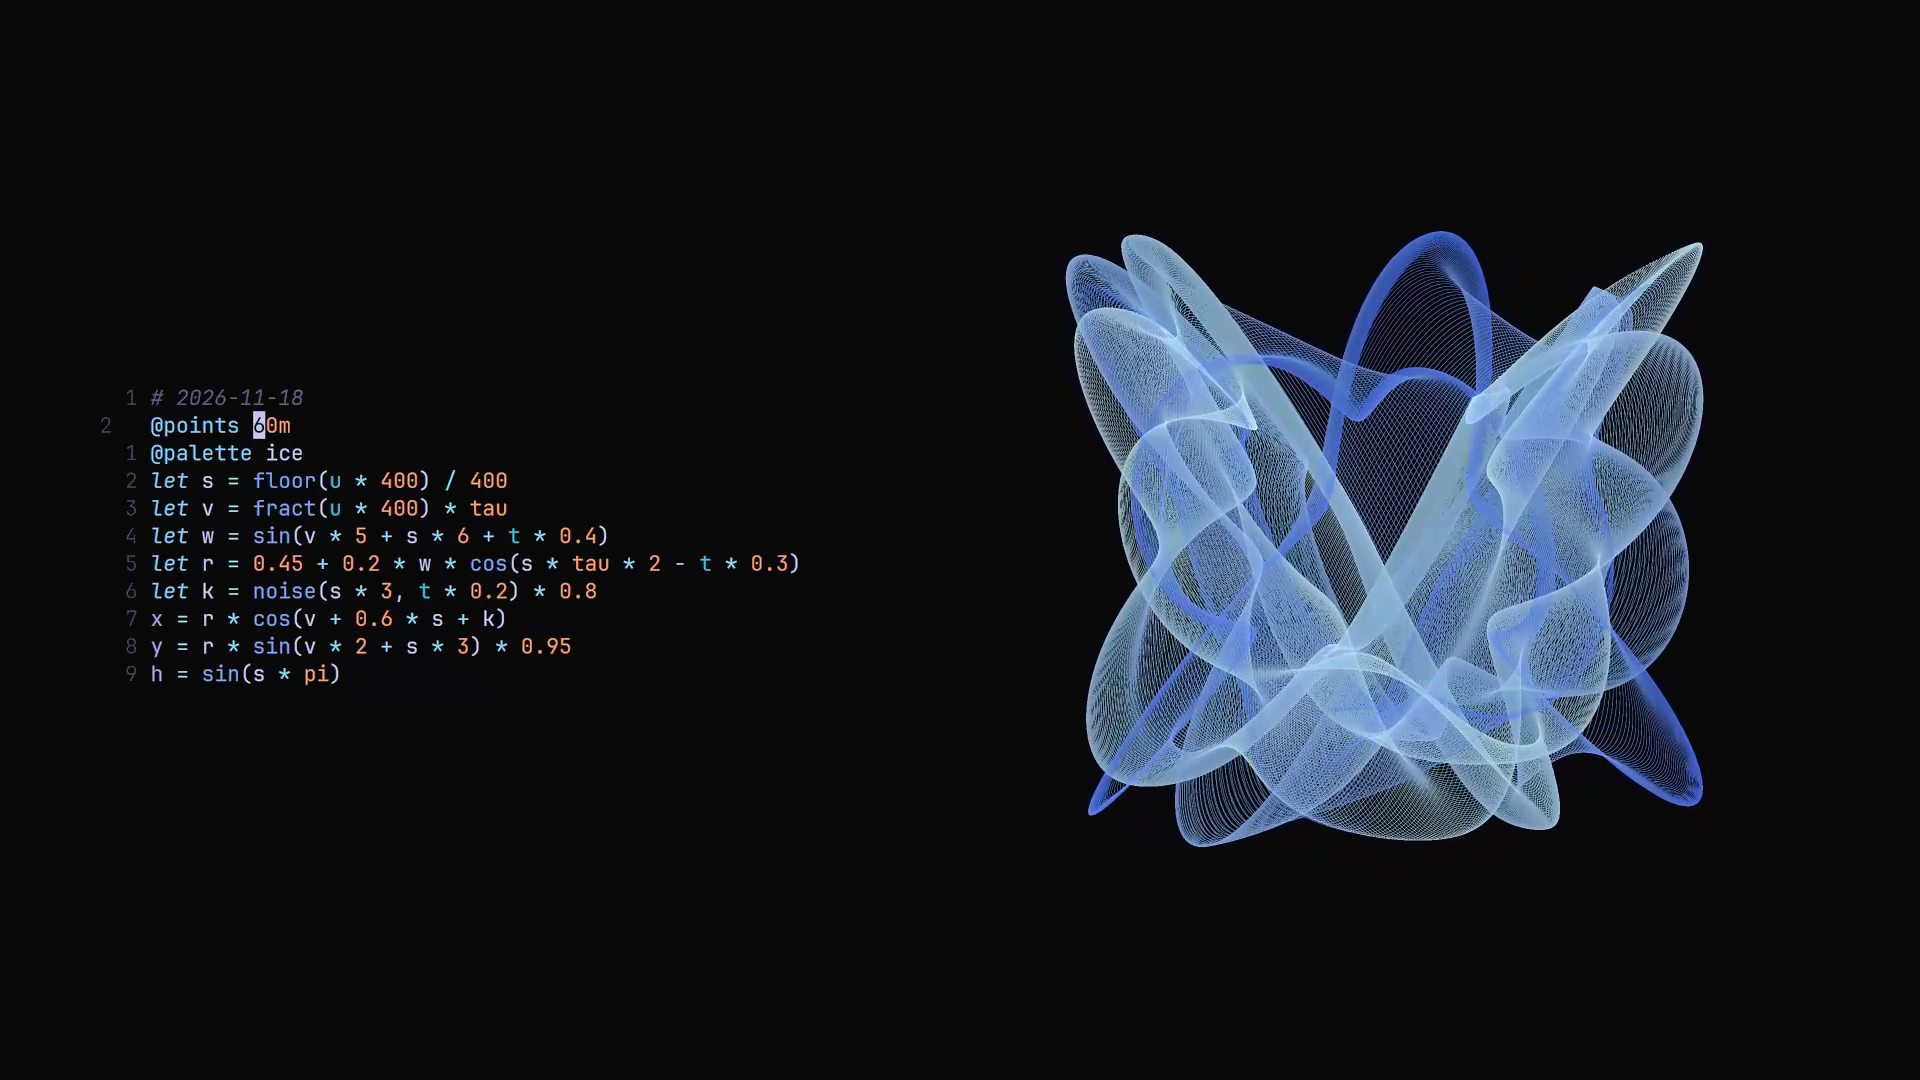 1 # 2026-11-18
2 @points 60m
1 @palette ice
2 let s = floor(u * 400) / 400
3 let v = fract(u * 400) * tau
4 let w = sin(v * 5 + s * 6 + t * 0.4)
5 let r = 0.45 + 0.2 * w * cos(s * tau * 2 - t * 0.3)
6 let k = noise(s * 3, t * 0.2) * 0.8
7 x = r * cos(v + 0.6 * s + k)
8 y = r * sin(v * 2 + s * 3) * 0.95
9 h = sin(s * pi)